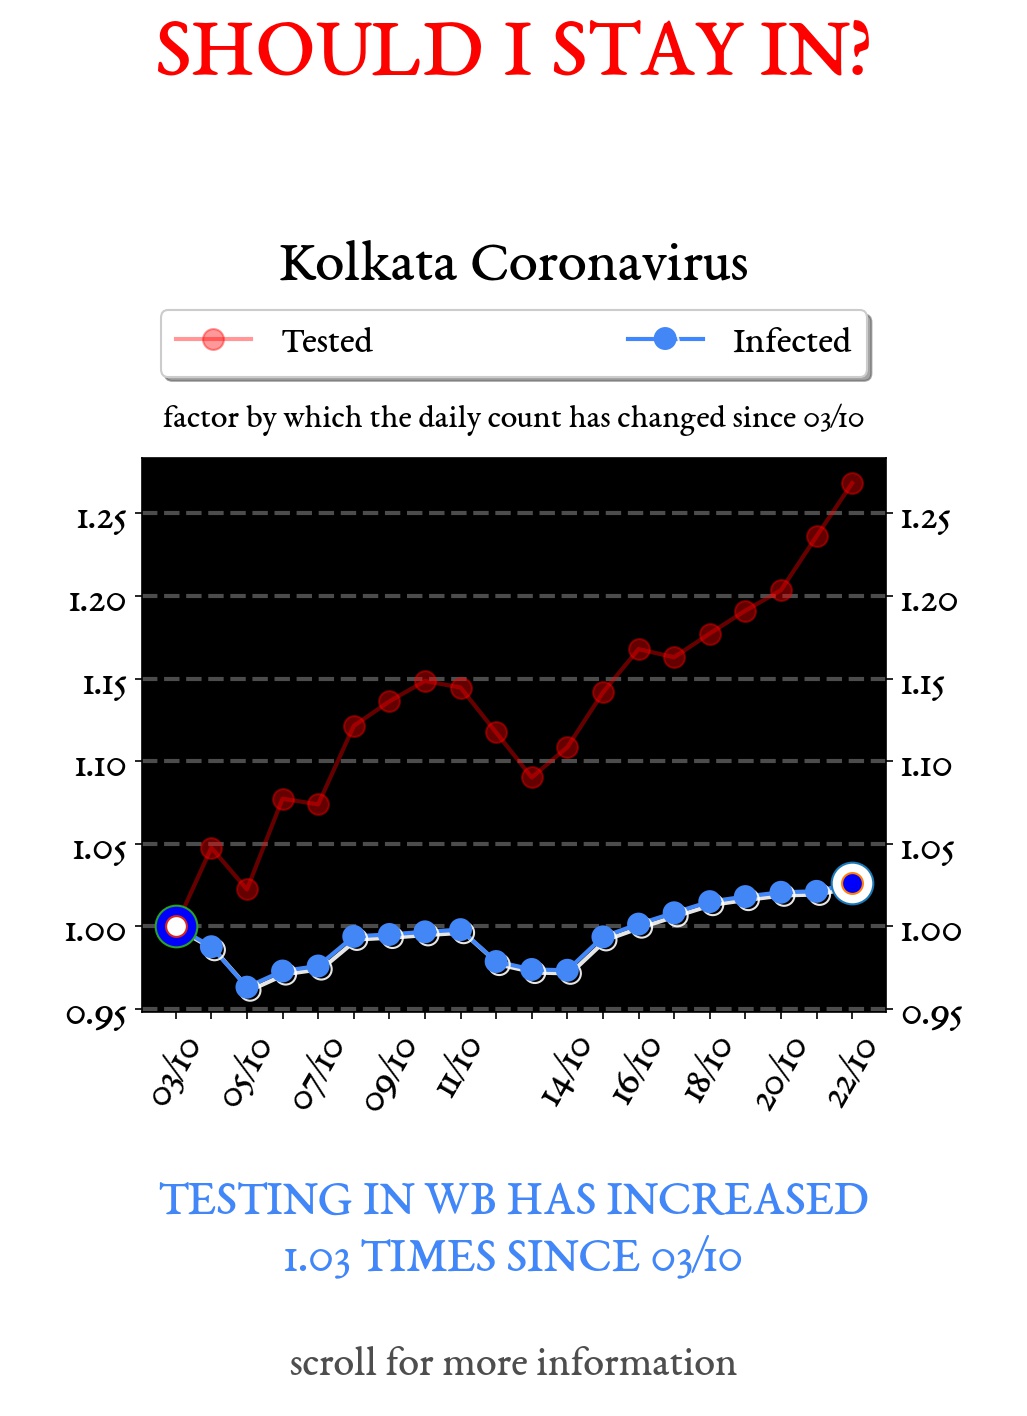 SHOULD I STAY IN?
Kolkata Coronavirus
Tested Infected
factor by which the daily count has changed since 03/10
1.25 1.25
1.20 1.20
1.15 1.15
1.10 1.10
1.05 1.05
1.00 1.00
0.95 0.95
03/10 05/10 07/10 09/10 11/10 14/10 16/10 18/10 20/10 22/10
TESTING IN WB HAS INCREASED
1.03 TIMES SINCE 03/10
scroll for more information